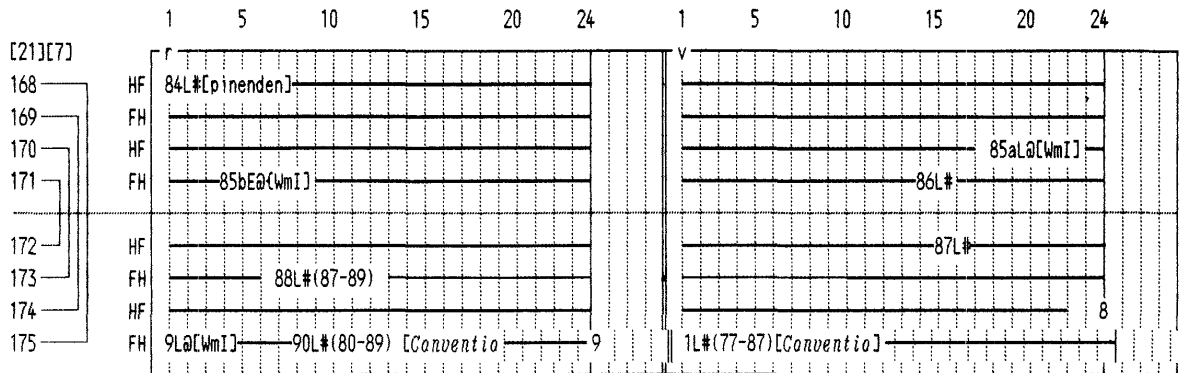 1 5 10 15 20 24 1 5 10 15 20 24
[21][7] r v
168 HF 84L#[pinenden]
169 FH
170 HF 85aL@[WmI]
171 FH 85bE@{WmI] 86L#
172 HF 87L#
173 FH 88L#(87-89)
174 HF 8
175 FH 9L@[WmI] 90L#(80-89) [Conventio 9 1L#(77-87)[Conventio]